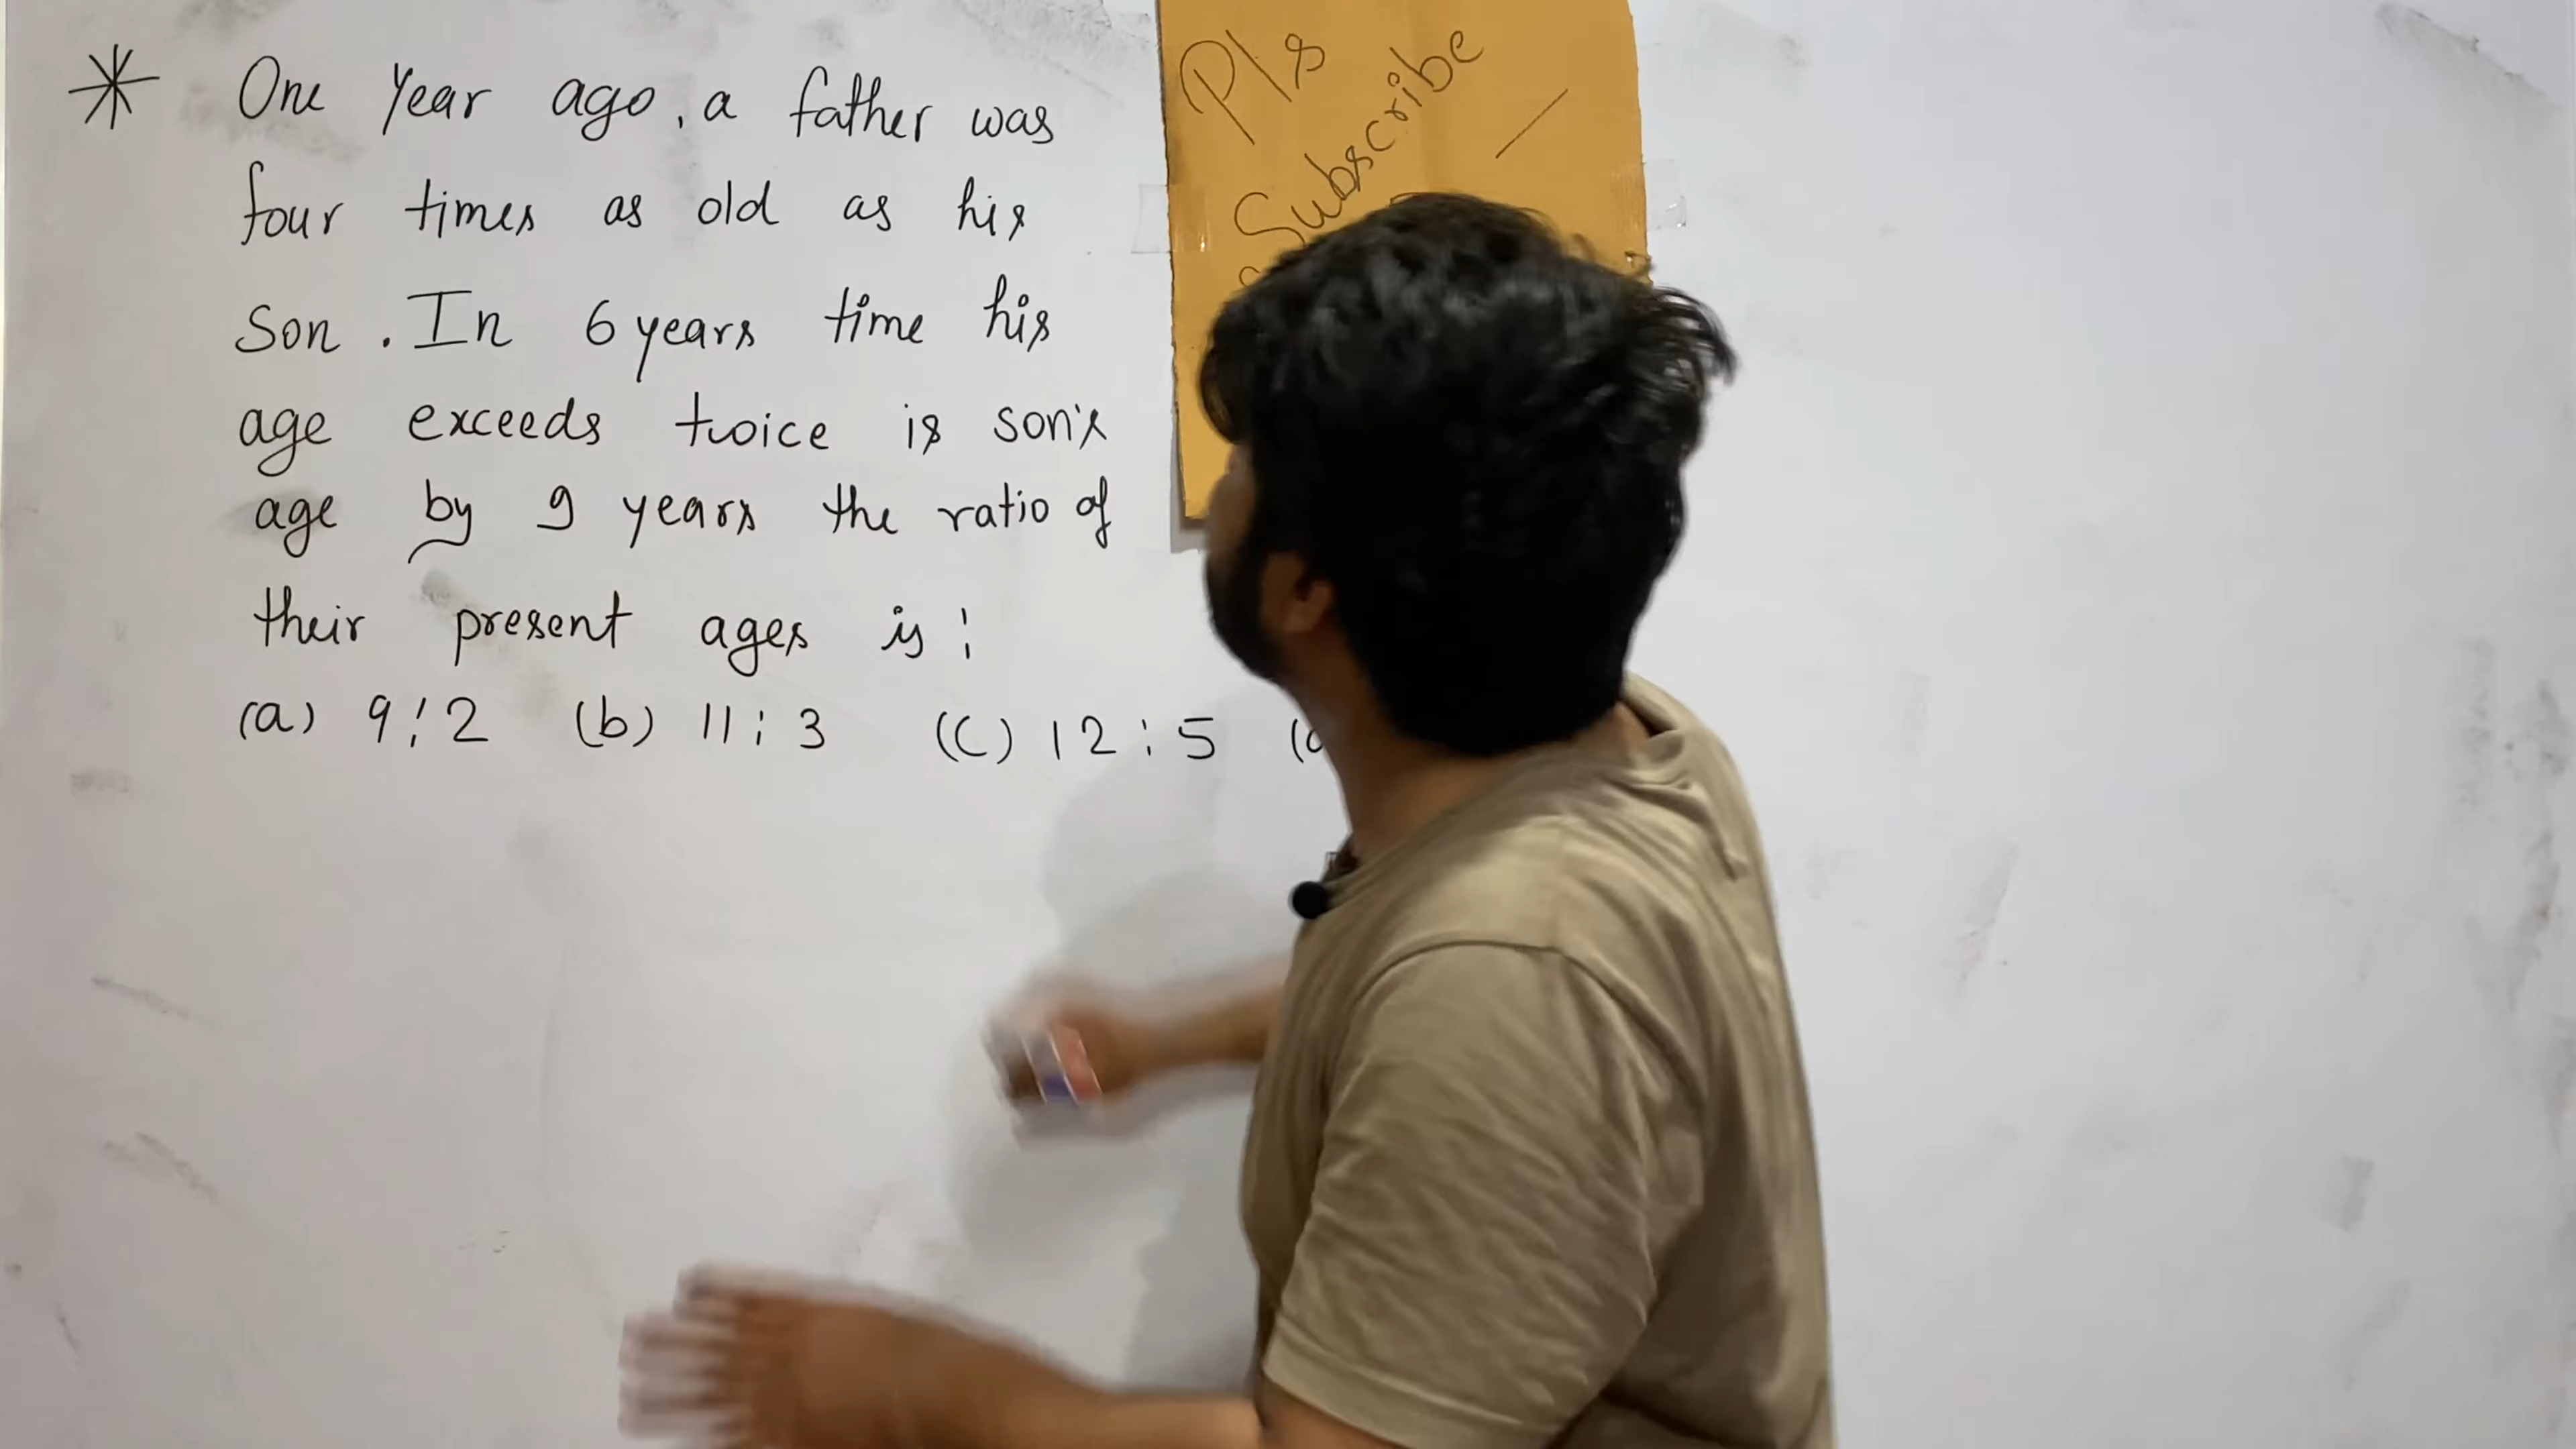 One Year ago, a father was
four times as old as his
Son. In 6 years time his
age exceeds twice is son's
age by 9 years the ratio of
their present ages is:
(a) 9:2 (b) 11:3 (C) 12:5
Pls
Subscribe